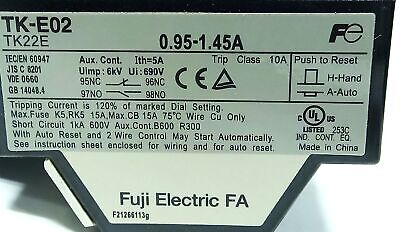 TK-E02
TK22E
0.95-1.45A
Fe
IEC/EN 60947
JIS C 8201
VDE 0660
GB 14048.4
Aux. Cont. Ith=5A
Uimp: 6kV Ui: 690V
95NC 96NC
97NO 98NO
Trip Class 10A
Push to Reset
H-Hand
A-Auto
Tripping Current is 120% of marked Dial Setting.
Max.Fuse K5,RK5 15A,Max.CB 15A 75°C Wire Cu Only
Short Circuit 1kA 600V Aux.Cont.B600 R300
With Auto Reset and 2 Wire Control May Start Automatically.
See instruction sheet enclosed for wiring and for auto reset.
C UL US
LISTED 253C
IND. CONT. EQ.
Made in China
Fuji Electric FA
F21266113g